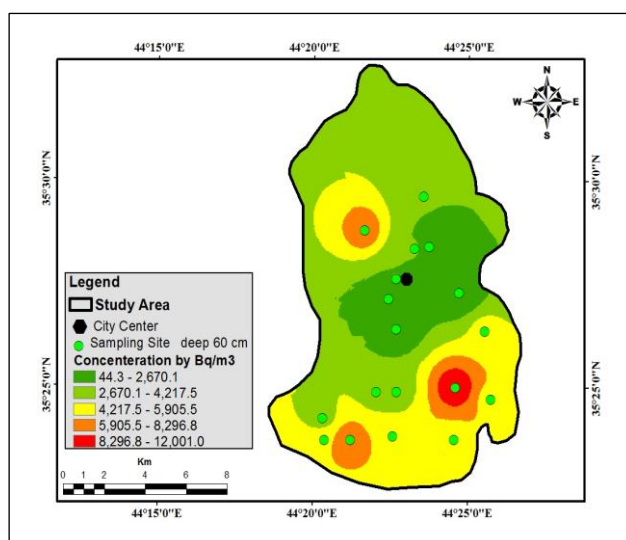 44°15'0"E 44°20'0"E 44°25'0"E
N
W E
S
35°30'0"N 35°30'0"N
Legend
Study Area
City Center
Sampling Site deep 60 cm
Conceteration by Bq/m3
44.3 - 2,670.1
2,670.1 - 4,217.5
4,217.5 - 5,905.5
5,905.5 - 8,296.8
8,296.8 - 12,001.0
35°25'0"N 35°25'0"N
Km
0 1 2 4 6 8
44°15'0"E 44°20'0"E 44°25'0"E